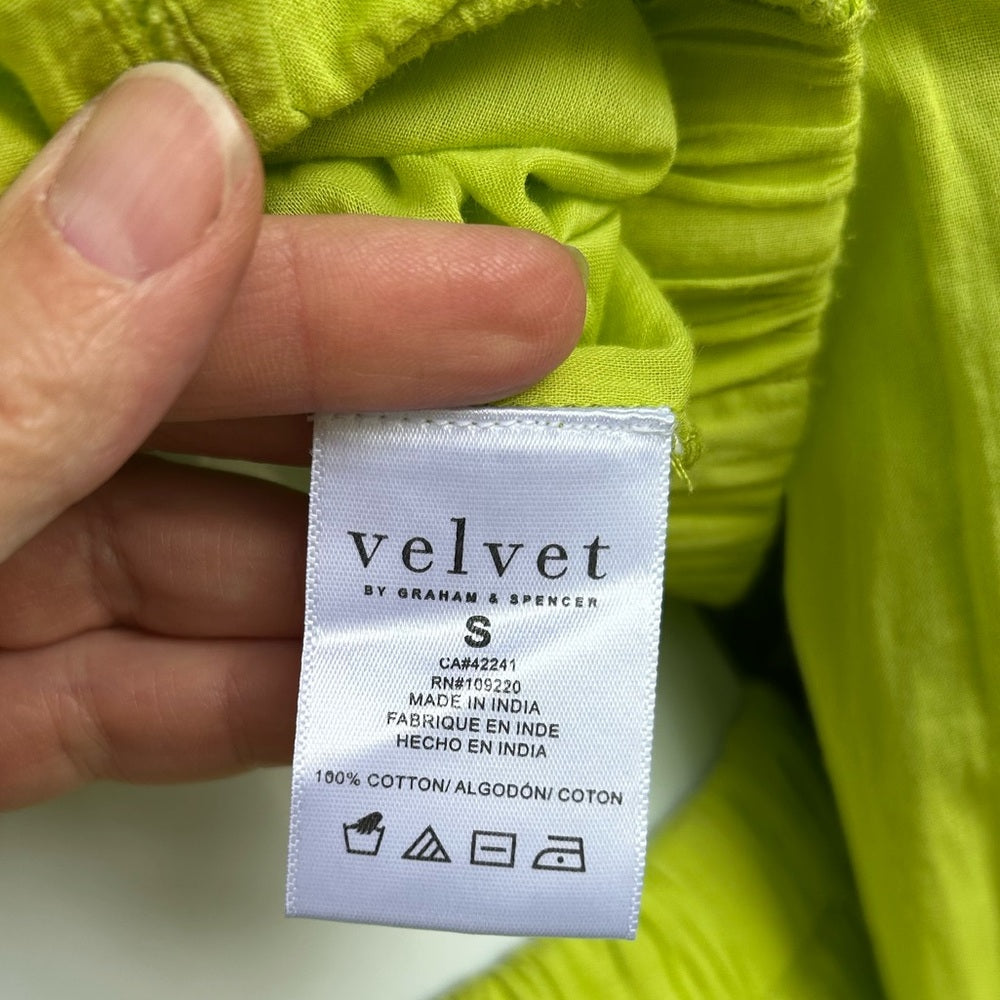 velvet
BY GRAHAM & SPENCER
S
CA#42241
RN#109220
MADE IN INDIA
FABRIQUE EN INDE
HECHO EN INDIA
100% COTTON/ ALGODÓN/ COTON